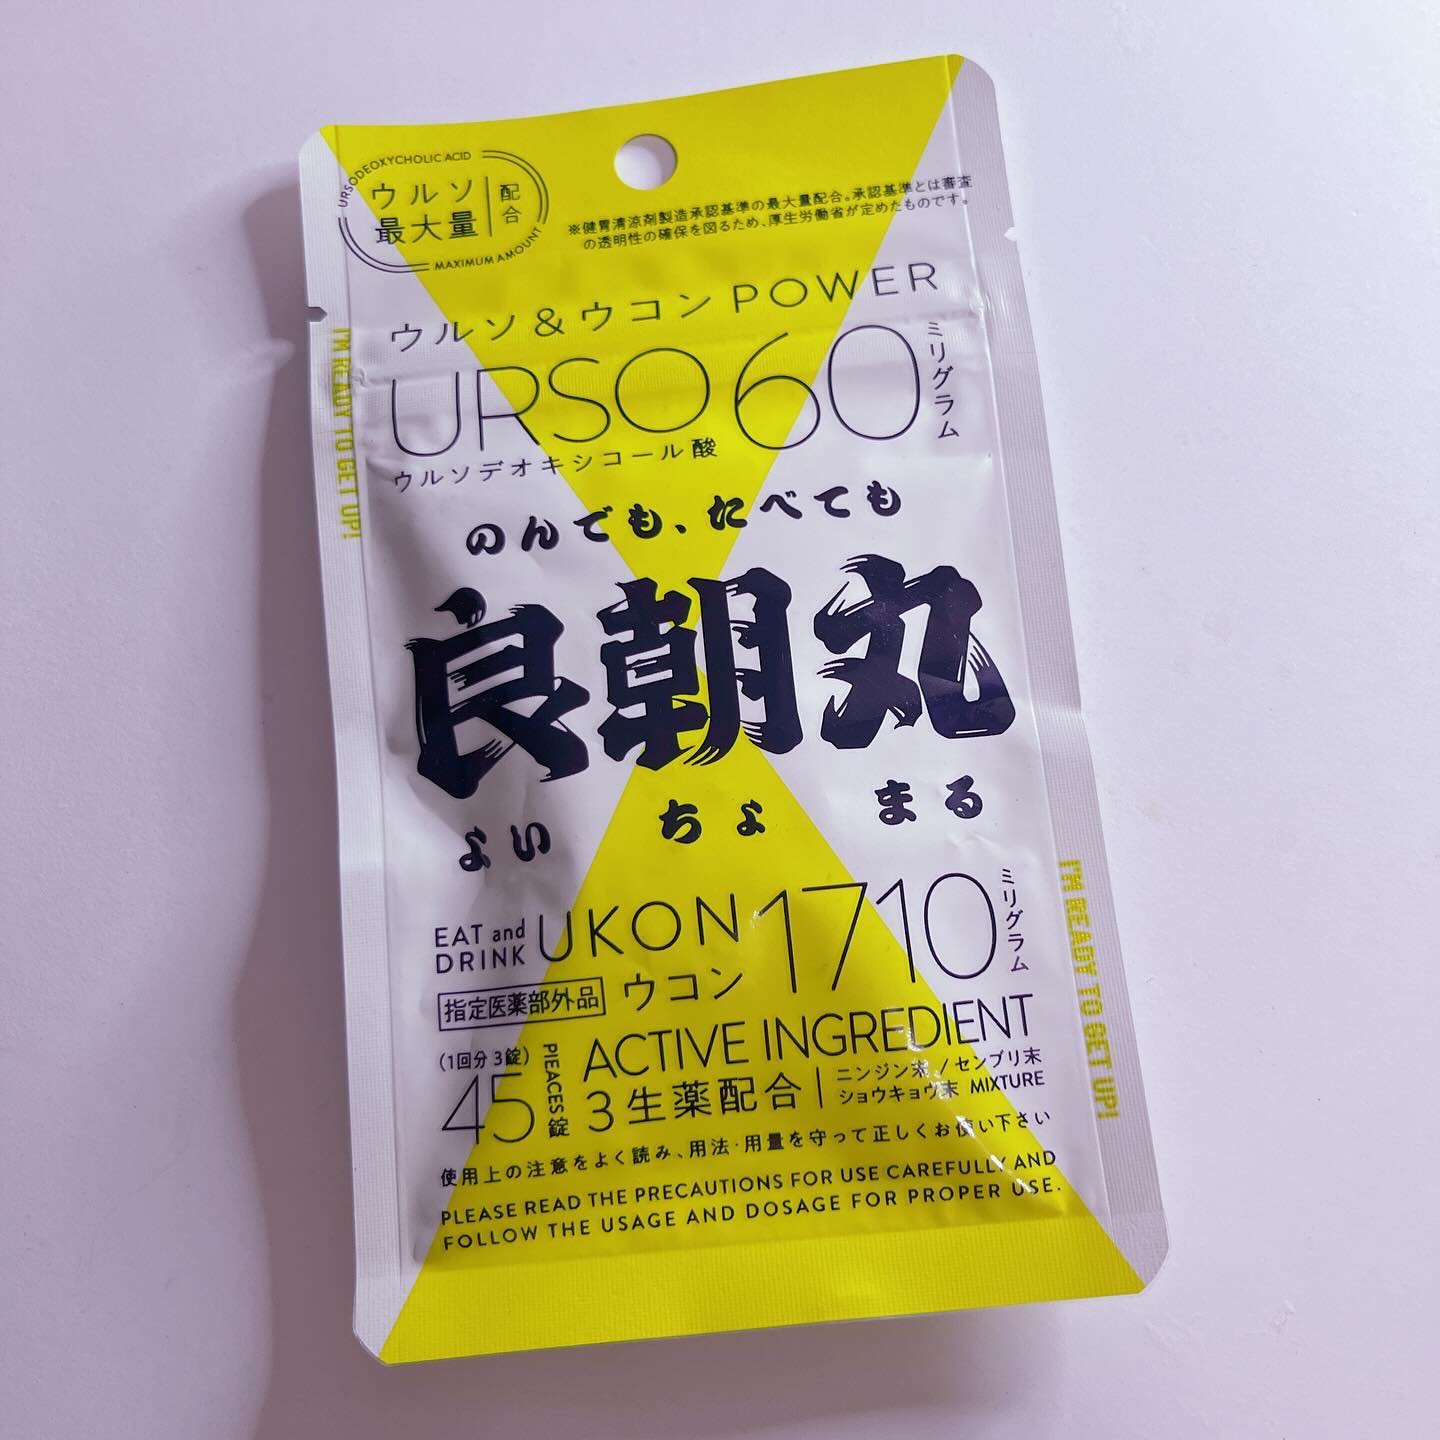 URSODEOXYCHOLIC ACID
ウルソ
最大量
配合
MAXIMUM AMOUNT
※健胃清涼剤製造承認基準の最大量配合。承認基準とは審査
の透明性の確保を図るため、厚生労働省が定めたものです。
ウルソ&ウコン POWER
URSO 60 ミリグラム
ウルソデオキシコール酸
のんでも、たべても
良朝丸
よい ちょ まる
EAT and
DRINK
UKON 1710 ミリグラム
ウコン
指定医薬部外品
(1回分 3錠)
45 PIEACES 錠
ACTIVE INGREDIENT
3生薬配合
ニンジン末 / センブリ末
ショウキョウ末 MIXTURE
使用上の注意をよく読み、用法・用量を守って正しくお使い下さい
PLEASE READ THE PRECAUTIONS FOR USE CAREFULLY AND
FOLLOW THE USAGE AND DOSAGE FOR PROPER USE.
I'M READY TO GET UP!
I'M READY TO GET UP!